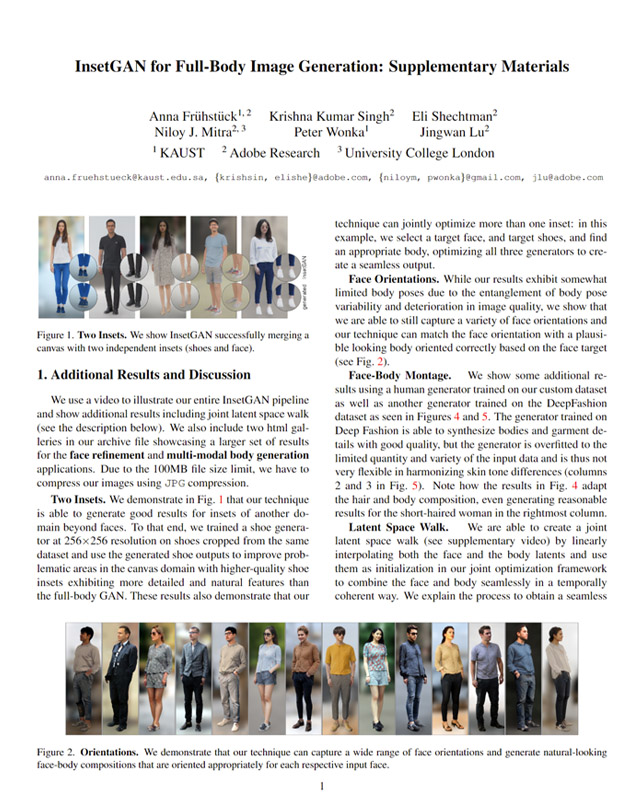 InsetGAN for Full-Body Image Generation: Supplementary Materials
Anna Frühstück1, 2 Krishna Kumar Singh2 Eli Shechtman2
Niloy J. Mitra2, 3 Peter Wonka1 Jingwan Lu2
1 KAUST 2 Adobe Research 3 University College London
anna.fruehstueck@kaust.edu.sa, {krishsin, elishe}@adobe.com, {niloym, pwonka}@gmail.com, jlu@adobe.com
generated InsetGAN
Figure 1. Two Insets. We show InsetGAN successfully merging a
canvas with two independent insets (shoes and face).
1. Additional Results and Discussion
We use a video to illustrate our entire InsetGAN pipeline
and show additional results including joint latent space walk
(see the description below). We also include two html gal-
leries in our archive file showcasing a larger set of results
for the face refinement and multi-modal body generation
applications. Due to the 100MB file size limit, we have to
compress our images using JPG compression.
Two Insets. We demonstrate in Fig. 1 that our technique
is able to generate good results for insets of another do-
main beyond faces. To that end, we trained a shoe genera-
tor at 256×256 resolution on shoes cropped from the same
dataset and use the generated shoe outputs to improve prob-
lematic areas in the canvas domain with higher-quality shoe
insets exhibiting more detailed and natural features than
the full-body GAN. These results also demonstrate that our
technique can jointly optimize more than one inset: in this
example, we select a target face, and target shoes, and find
an appropriate body, optimizing all three generators to cre-
ate a seamless output.
Face Orientations. While our results exhibit somewhat
limited body poses due to the entanglement of body pose
variability and deterioration in image quality, we show that
we are able to still capture a variety of face orientations and
our technique can match the face orientation with a plausi-
ble looking body oriented correctly based on the face target
(see Fig. 2).
Face-Body Montage. We show some additional re-
sults using a human generator trained on our custom dataset
as well as another generator trained on the DeepFashion
dataset as seen in Figures 4 and 5. The generator trained on
Deep Fashion is able to synthesize bodies and garment de-
tails with good quality, but the generator is overfitted to the
limited quantity and variety of the input data and is thus not
very flexible in harmonizing skin tone differences (columns
2 and 3 in Fig. 5). Note how the results in Fig. 4 adapt
the hair and body composition, even generating reasonable
results for the short-haired woman in the rightmost column.
Latent Space Walk. We are able to create a joint
latent space walk (see supplementary video) by linearly
interpolating both the face and the body latents and use
them as initialization in our joint optimization framework
to combine the face and body seamlessly in a temporally
coherent way. We explain the process to obtain a seamless
Figure 2. Orientations. We demonstrate that our technique can capture a wide range of face orientations and generate natural-looking
face-body compositions that are oriented appropriately for each respective input face.
1